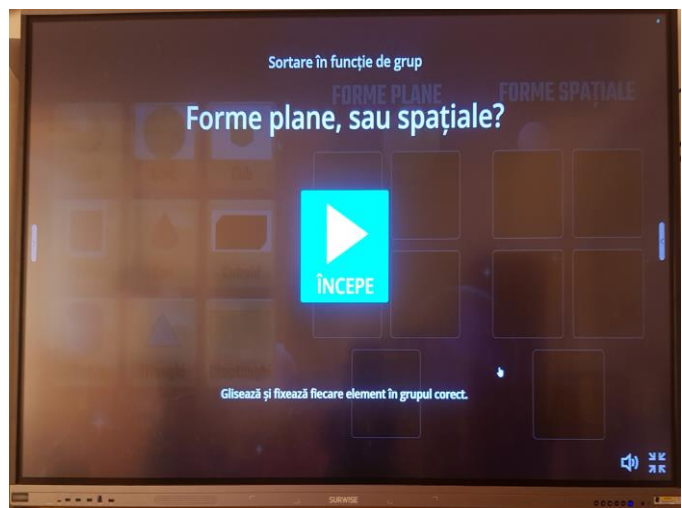 Sortare în funcție de grup
FORME PLANE
FORME SPAȚIALE
Forme plane, sau spațiale?
ÎNCEPE
Glisează și fixează fiecare element în grupul corect.
SURWISE